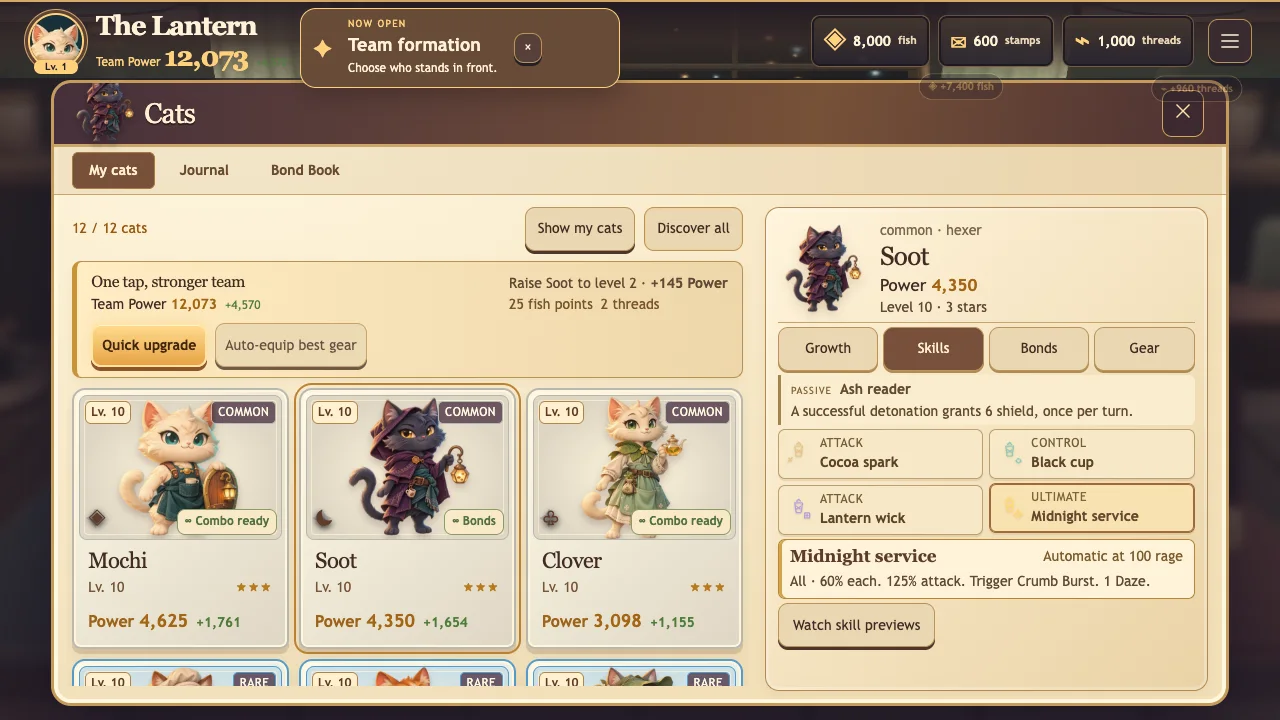 The Lantern
Team Power 12,073
Lv. 1
NOW OPEN
Team formation
Choose who stands in front.
×
8,000 fish
600 stamps
1,000 threads
+7,400 fish
+960 threads
Cats
My cats
Journal
Bond Book
12 / 12 cats
Show my cats
Discover all
One tap, stronger team
Team Power 12,073 +4,570
Raise Soot to level 2 · +145 Power
25 fish points 2 threads
Quick upgrade
Auto-equip best gear
Lv. 10
COMMON
∞ Combo ready
Mochi
Lv. 10
★★★
Power 4,625 +1,761
Lv. 10
COMMON
∞ Bonds
Soot
Lv. 10
★★★
Power 4,350 +1,654
Lv. 10
COMMON
∞ Combo ready
Clover
Lv. 10
★★★
Power 3,098 +1,155
Lv. 10
RARE
Lv. 10
RARE
Lv. 10
RARE
common · hexer
Soot
Power 4,350
Level 10 · 3 stars
Growth
Skills
Bonds
Gear
PASSIVE Ash reader
A successful detonation grants 6 shield, once per turn.
ATTACK
Cocoa spark
CONTROL
Black cup
ATTACK
Lantern wick
ULTIMATE
Midnight service
Midnight service
Automatic at 100 rage
All · 60% each. 125% attack. Trigger Crumb Burst. 1 Daze.
Watch skill previews